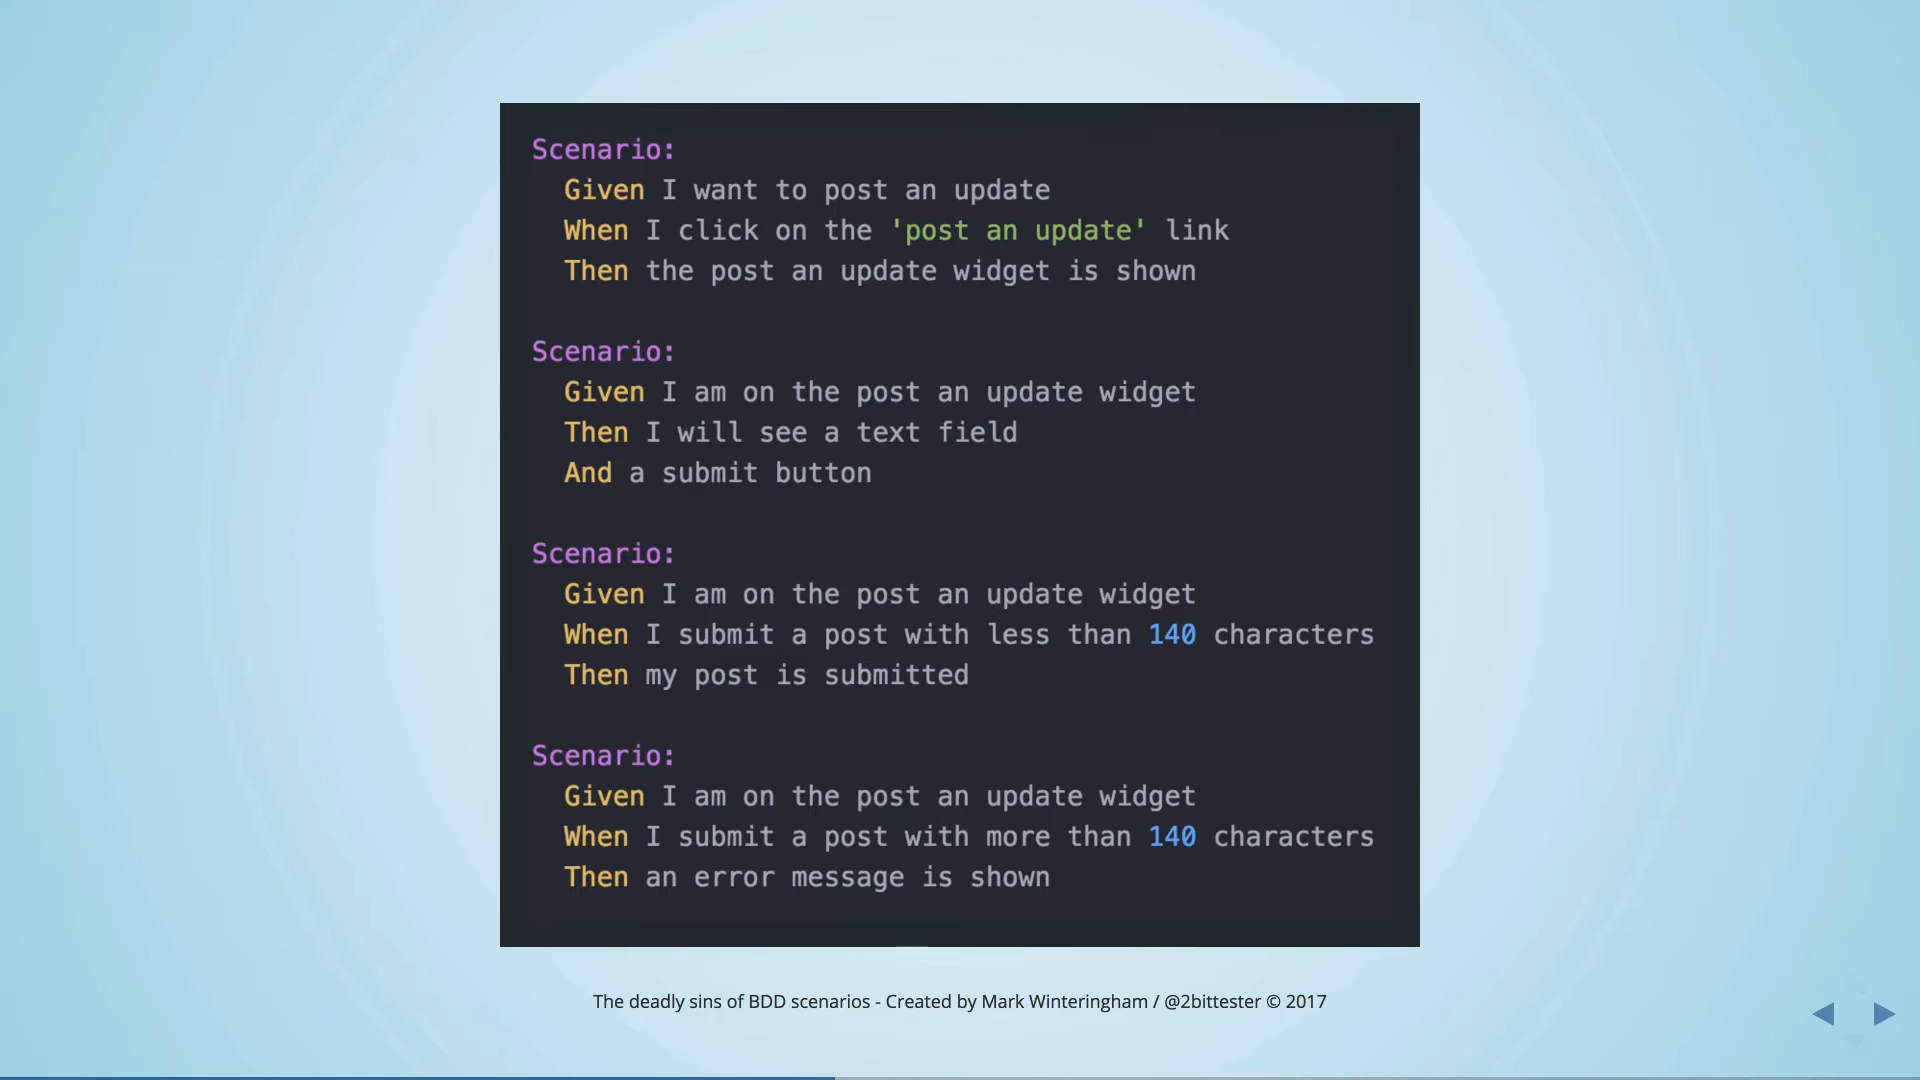 Scenario:
Given I want to post an update
When I click on the 'post an update' link
Then the post an update widget is shown
Scenario:
Given I am on the post an update widget
Then I will see a text field
And a submit button
Scenario:
Given I am on the post an update widget
When I submit a post with less than 140 characters
Then my post is submitted
Scenario:
Given I am on the post an update widget
When I submit a post with more than 140 characters
Then an error message is shown
The deadly sins of BDD scenarios - Created by Mark Winteringham / @2bittester © 2017